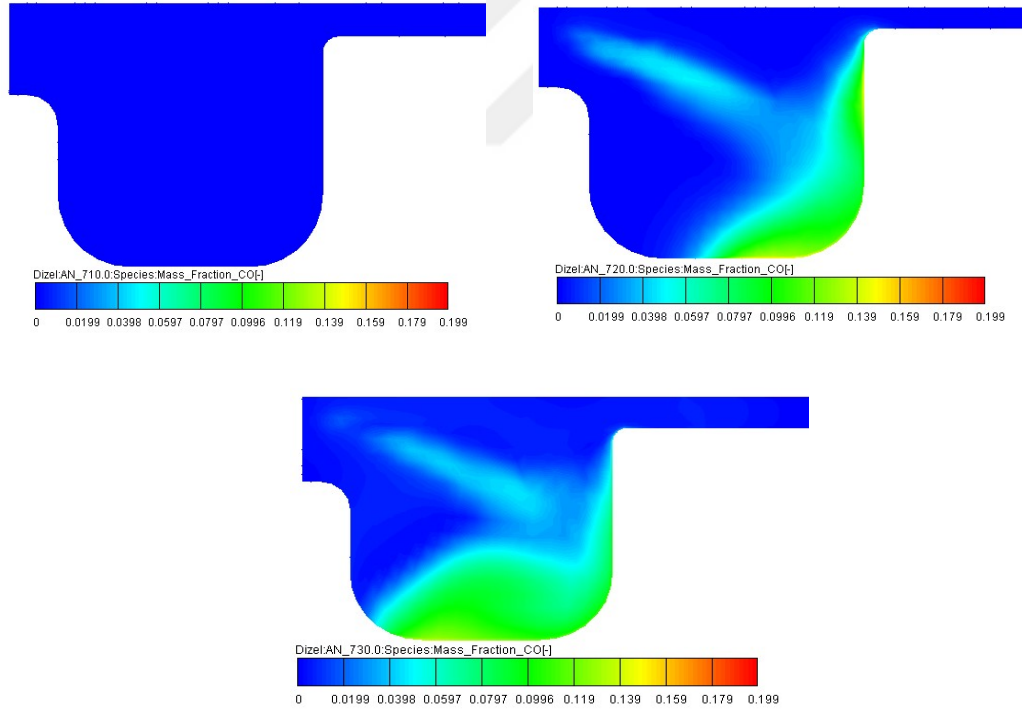 Dizel:AN_710.0:Species:Mass_Fraction_CO[-]
0 0.0199 0.0398 0.0597 0.0797 0.0996 0.119 0.139 0.159 0.179 0.199
Dizel:AN_720.0:Species:Mass_Fraction_CO[-]
0 0.0199 0.0398 0.0597 0.0797 0.0996 0.119 0.139 0.159 0.179 0.199
Dizel:AN_730.0:Species:Mass_Fraction_CO[-]
0 0.0199 0.0398 0.0597 0.0797 0.0996 0.119 0.139 0.159 0.179 0.199